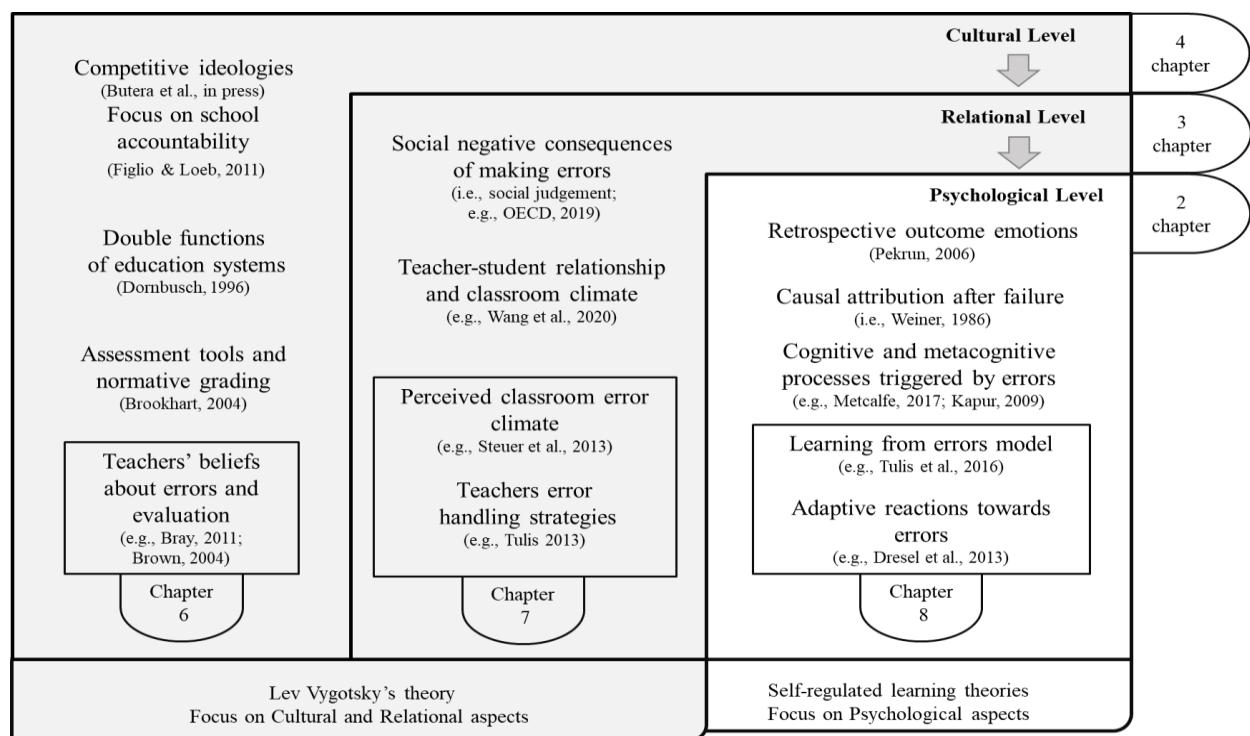 Cultural Level
4
chapter
Competitive ideologies
(Butera et al., in press)
Focus on school
accountability
(Figlio & Loeb, 2011)
Double functions
of education systems
(Dornbusch, 1996)
Assessment tools and
normative grading
(Brookhart, 2004)
Teachers’ beliefs
about errors and
evaluation
(e.g., Bray, 2011;
Brown, 2004)
Chapter
6
Relational Level
3
chapter
Social negative consequences
of making errors
(i.e., social judgement;
e.g., OECD, 2019)
Teacher-student relationship
and classroom climate
(e.g., Wang et al., 2020)
Perceived classroom error
climate
(e.g., Steuer et al., 2013)
Teachers error
handling strategies
(e.g., Tulis 2013)
Chapter
7
Psychological Level
2
chapter
Retrospective outcome emotions
(Pekrun, 2006)
Causal attribution after failure
(i.e., Weiner, 1986)
Cognitive and metacognitive
processes triggered by errors
(e.g., Metcalfe, 2017; Kapur, 2009)
Learning from errors model
(e.g., Tulis et al., 2016)
Adaptive reactions towards
errors
(e.g., Dresel et al., 2013)
Chapter
8
Lev Vygotsky’s theory
Focus on Cultural and Relational aspects
Self-regulated learning theories
Focus on Psychological aspects